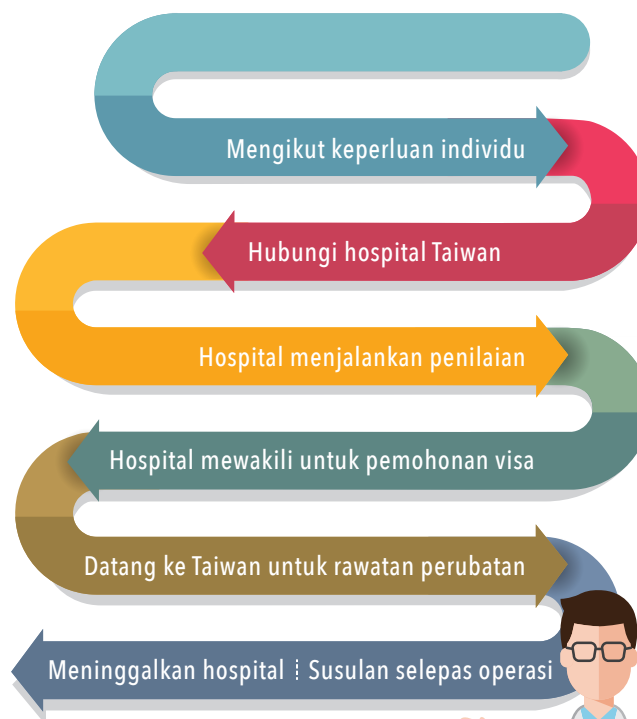 Mengikut keperluan individu
Hubungi hospital Taiwan
Hospital menjalankan penilaian
Hospital mewakili untuk pemohonan visa
Datang ke Taiwan untuk rawatan perubatan
Meninggalkan hospital ┊ Susulan selepas operasi